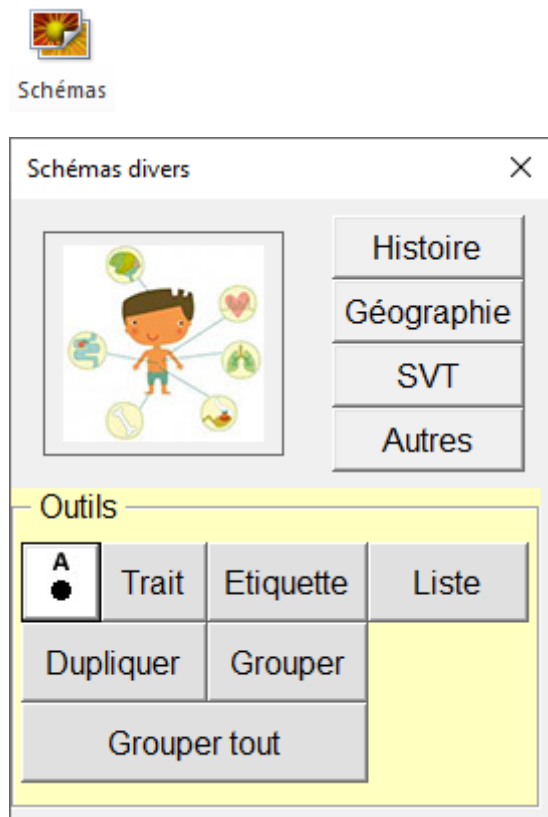 Schémas
Schémas divers
Histoire
Géographie
SVT
Autres
Outils
A
Trait
Etiquette
Liste
Dupliquer
Grouper
Grouper tout